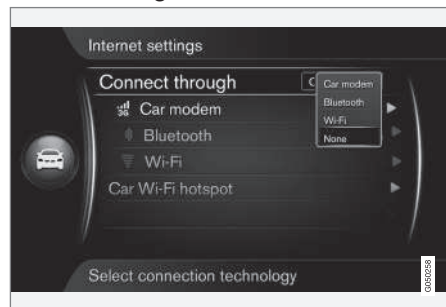 Internet settings
Connect through
Car modem
Bluetooth
Wi-Fi
None
3G Car modem
Bluetooth
Wi-Fi
Car Wi-Fi hotspot
Select connection technology
G050258